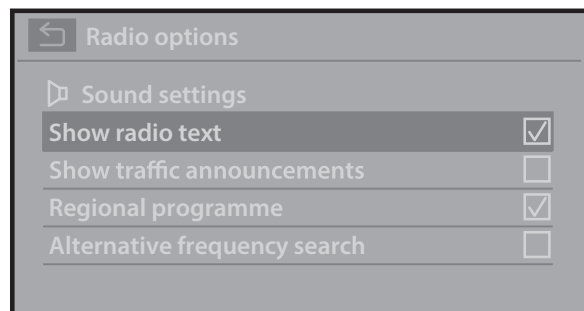 Radio options
Sound settings
Show radio text
Show traffic announcements
Regional programme
Alternative frequency search